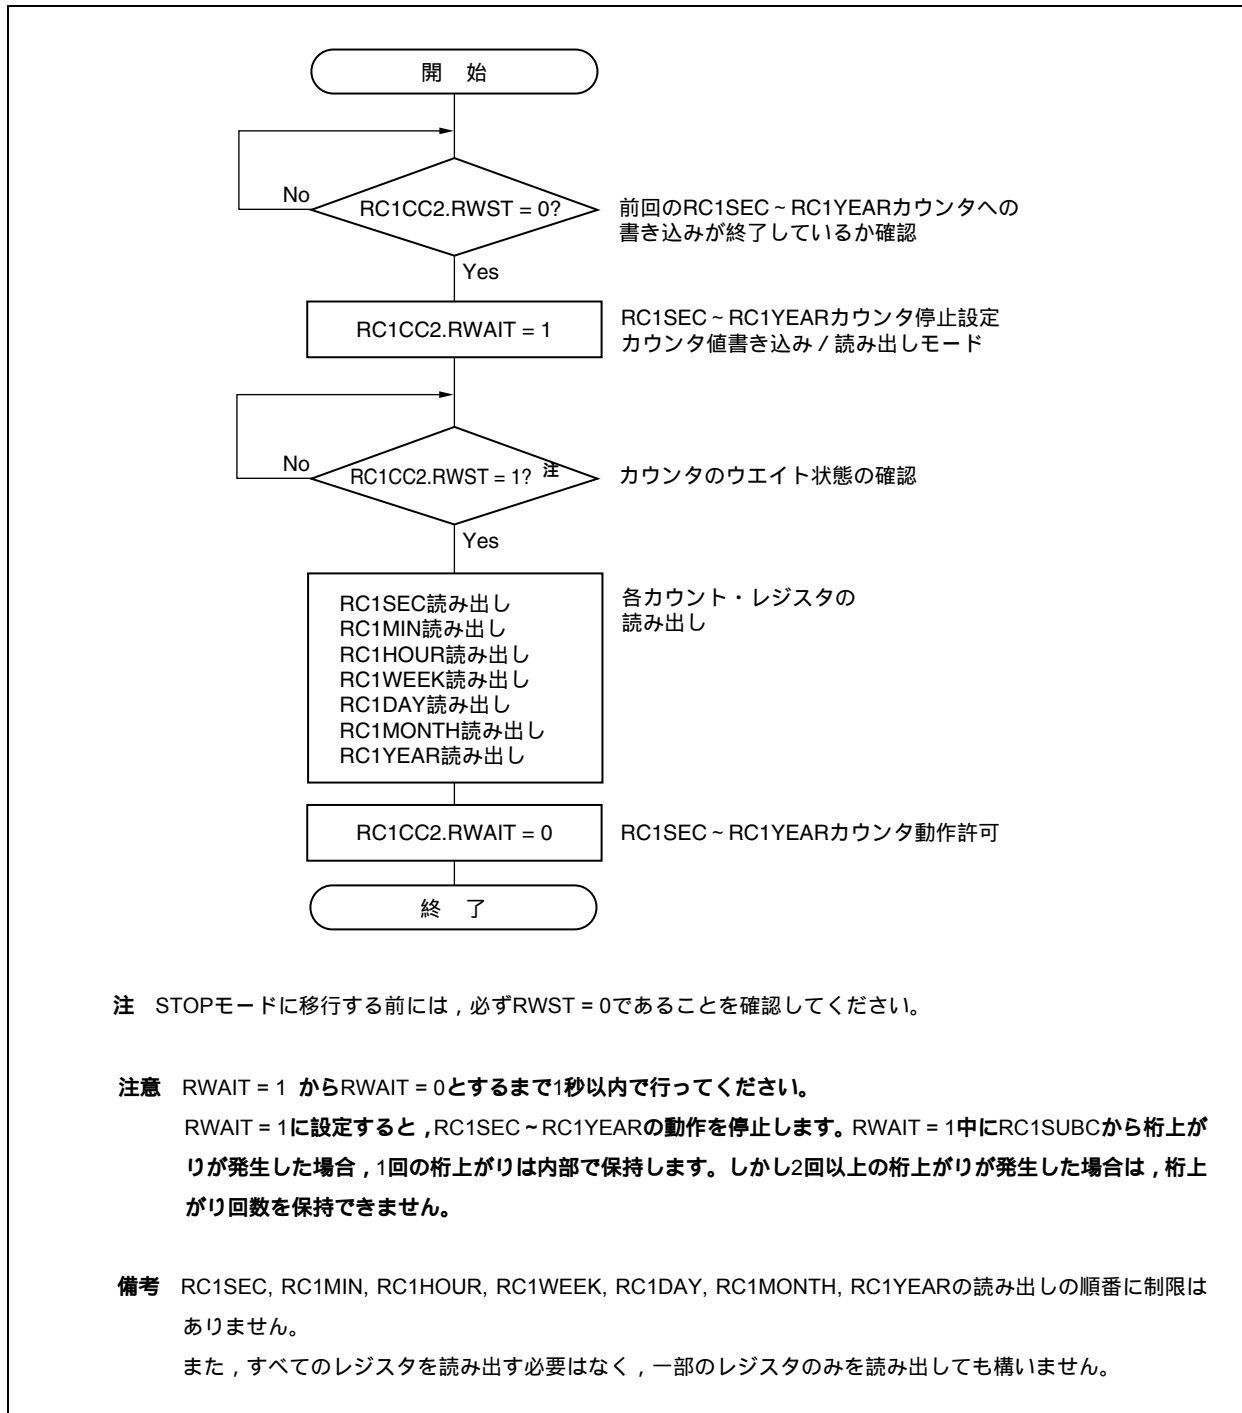 開 始
No
RC1CC2.RWST = 0?
前回のRC1SEC～RC1YEARカウンタへの
書き込みが終了しているか確認
Yes
RC1CC2.RWAIT = 1
RC1SEC～RC1YEARカウンタ停止設定
カウンタ値書き込み / 読み出しモード
No
RC1CC2.RWST = 1? 注
カウンタのウエイト状態の確認
Yes
RC1SEC読み出し
RC1MIN読み出し
RC1HOUR読み出し
RC1WEEK読み出し
RC1DAY読み出し
RC1MONTH読み出し
RC1YEAR読み出し
各カウント・レジスタの
読み出し
RC1CC2.RWAIT = 0
RC1SEC～RC1YEARカウンタ動作許可
終 了
注 STOPモードに移行する前には，必ずRWST = 0であることを確認してください。
注意 RWAIT = 1 からRWAIT = 0とするまで1秒以内で行ってください。
RWAIT = 1に設定すると，RC1SEC～RC1YEARの動作を停止します。RWAIT = 1中にRC1SUBCから桁上が
りが発生した場合，1回の桁上がりは内部で保持します。しかし2回以上の桁上がりが発生した場合は，桁上
がり回数を保持できません。
備考 RC1SEC, RC1MIN, RC1HOUR, RC1WEEK, RC1DAY, RC1MONTH, RC1YEARの読み出しの順番に制限は
ありません。
また，すべてのレジスタを読み出す必要はなく，一部のレジスタのみを読み出しても構いません。